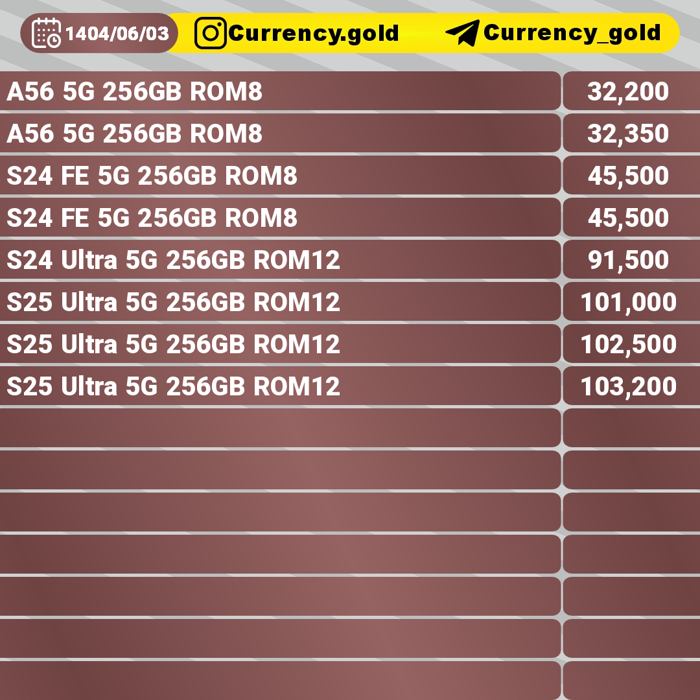 1404/06/03 Currency.gold Currency_gold
A56 5G 256GB ROM8 32,200
A56 5G 256GB ROM8 32,350
S24 FE 5G 256GB ROM8 45,500
S24 FE 5G 256GB ROM8 45,500
S24 Ultra 5G 256GB ROM12 91,500
S25 Ultra 5G 256GB ROM12 101,000
S25 Ultra 5G 256GB ROM12 102,500
S25 Ultra 5G 256GB ROM12 103,200